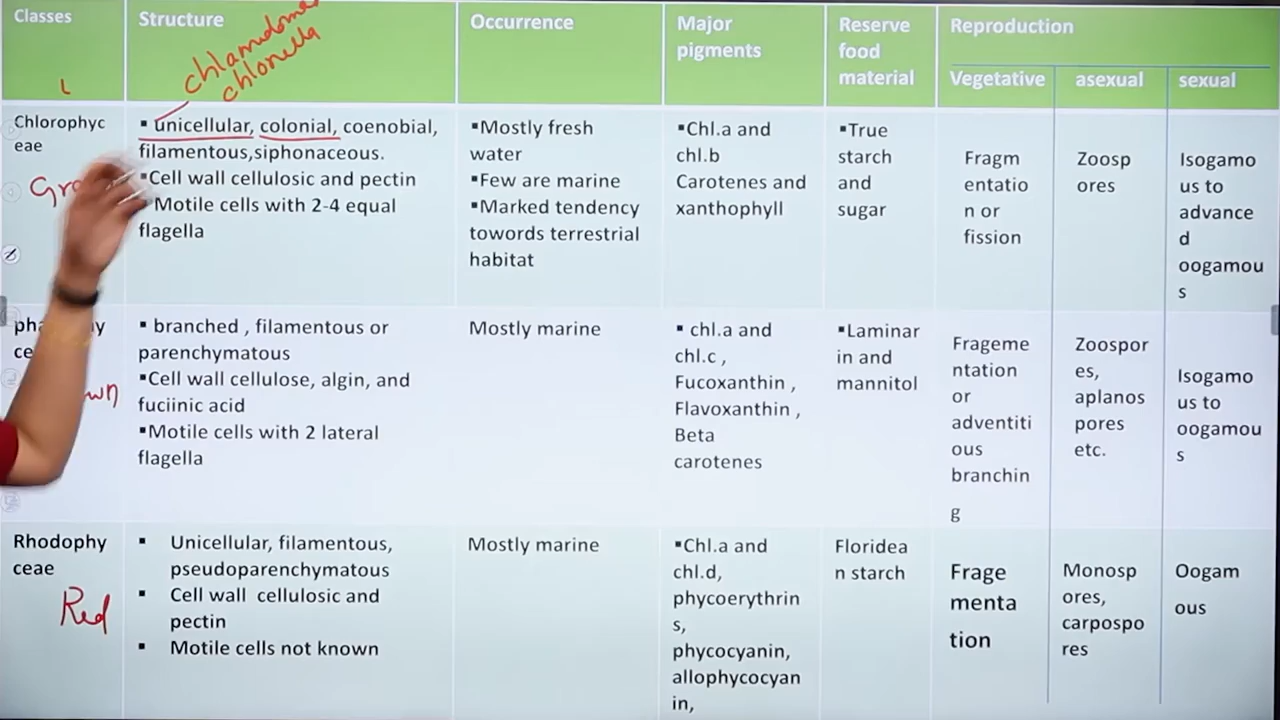 Classes
Structure
Occurrence
Major
pigments
Reserve
food
material
Reproduction
Vegetative
asexual
sexual
chlorella
Chlorophyc
eae
▪ unicellular, colonial, coenobial,
filamentous,siphonaceous.
▪Cell wall cellulosic and pectin
Motile cells with 2-4 equal
flagella
▪Mostly fresh
water
▪Few are marine
▪Marked tendency
towords terrestrial
habitat
▪Chl.a and
chl.b
Carotenes and
xanthophyll
▪True
starch
and
sugar
Fragm
entatio
n or
fission
Zoosp
ores
Isogamo
us to
advance
d
oogamou
s
▪ branched , filamentous or
parenchymatous
▪Cell wall cellulose, algin, and
fuciinic acid
▪Motile cells with 2 lateral
flagella
Mostly marine
▪ chl.a and
chl.c ,
Fucoxanthin ,
Flavoxanthin ,
Beta
carotenes
▪Laminar
in and
mannitol
Frageme
ntation
or
adventiti
ous
branchin
g
Zoospor
es,
aplanos
pores
etc.
Isogamo
us to
oogamou
s
Rhodophy
ceae
Red
▪ Unicellular, filamentous,
pseudoparenchymatous
▪ Cell wall cellulosic and
pectin
▪ Motile cells not known
Mostly marine
▪Chl.a and
chl.d,
phycoerythrin
s,
phycocyanin,
allophycocyan
in,
Floridea
n starch
Frage
menta
tion
Monosp
ores,
carpospo
res
Oogam
ous